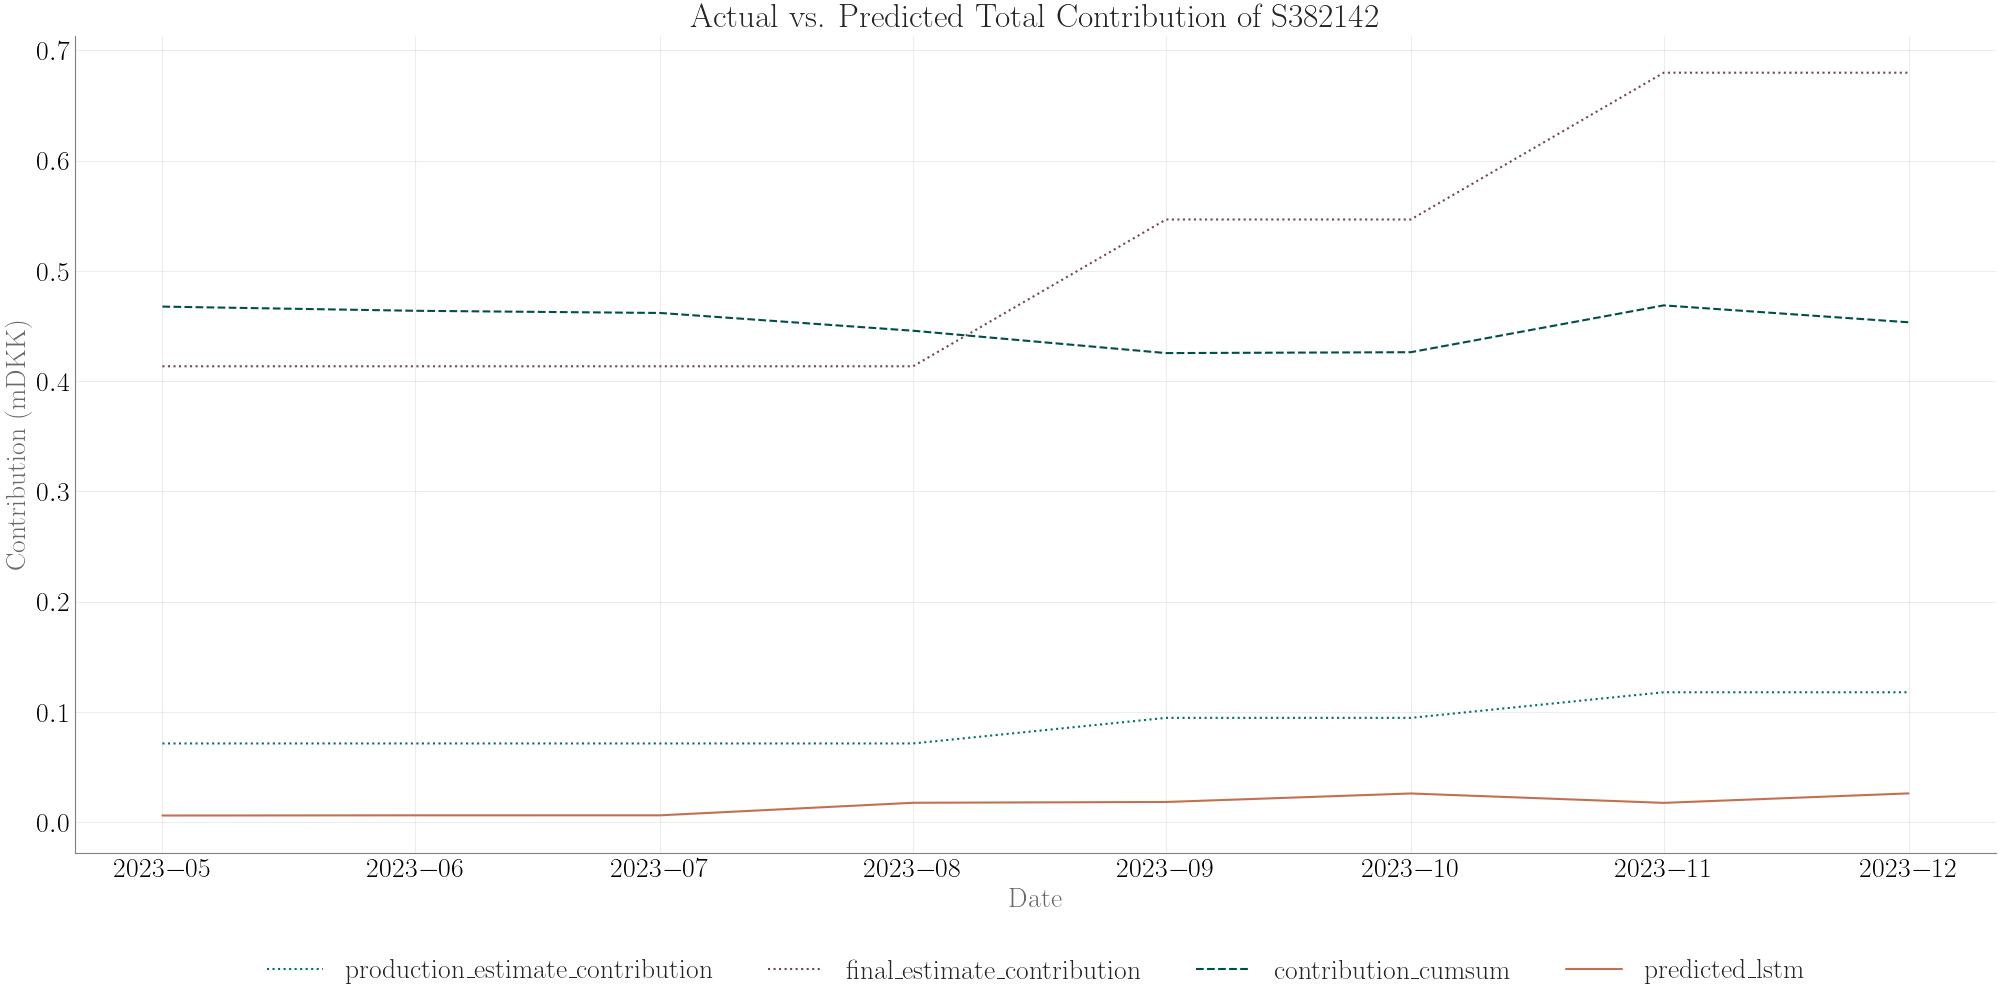 Actual vs. Predicted Total Contribution of S382142
Contribution (mDKK)
0.7
0.6
0.5
0.4
0.3
0.2
0.1
0.0
2023–05 2023–06 2023–07 2023–08 2023–09 2023–10 2023–11 2023–12
Date
production_estimate_contribution final_estimate_contribution contribution_cumsum predicted_lstm